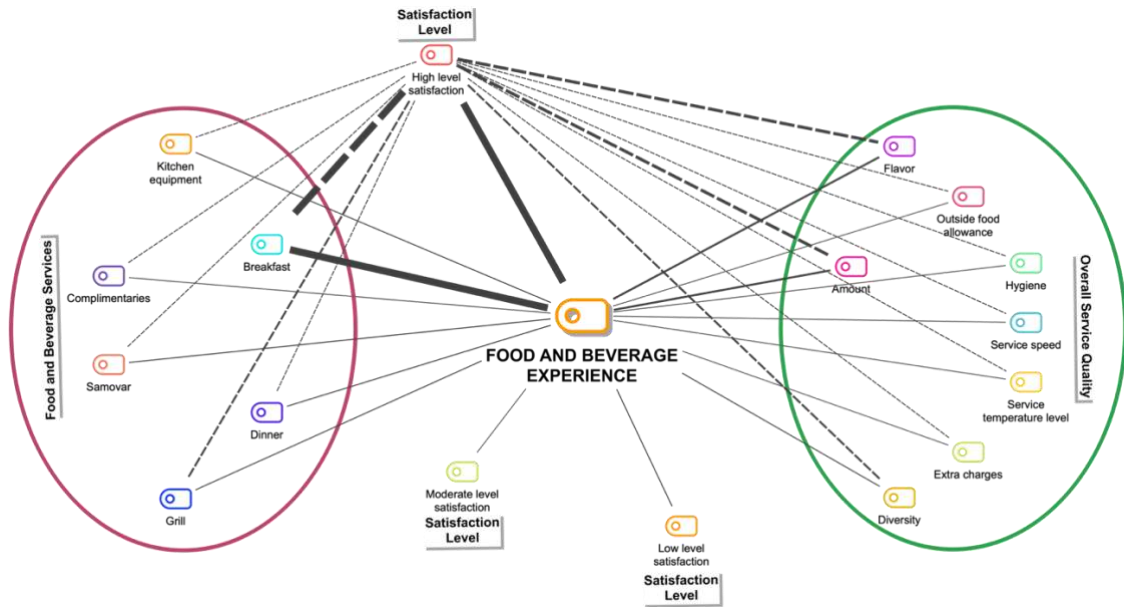 Satisfaction
Level
High level
satisfaction
Kitchen
equipment
Breakfast
Complimentaries
Samovar
Dinner
Grill
Food and Beverage Services
FOOD AND BEVERAGE
EXPERIENCE
Moderate level
satisfaction
Satisfaction
Level
Low level
satisfaction
Satisfaction
Level
Flavor
Outside food
allowance
Amount
Hygiene
Service speed
Service
temperature level
Extra charges
Diversity
Overall Service Quality